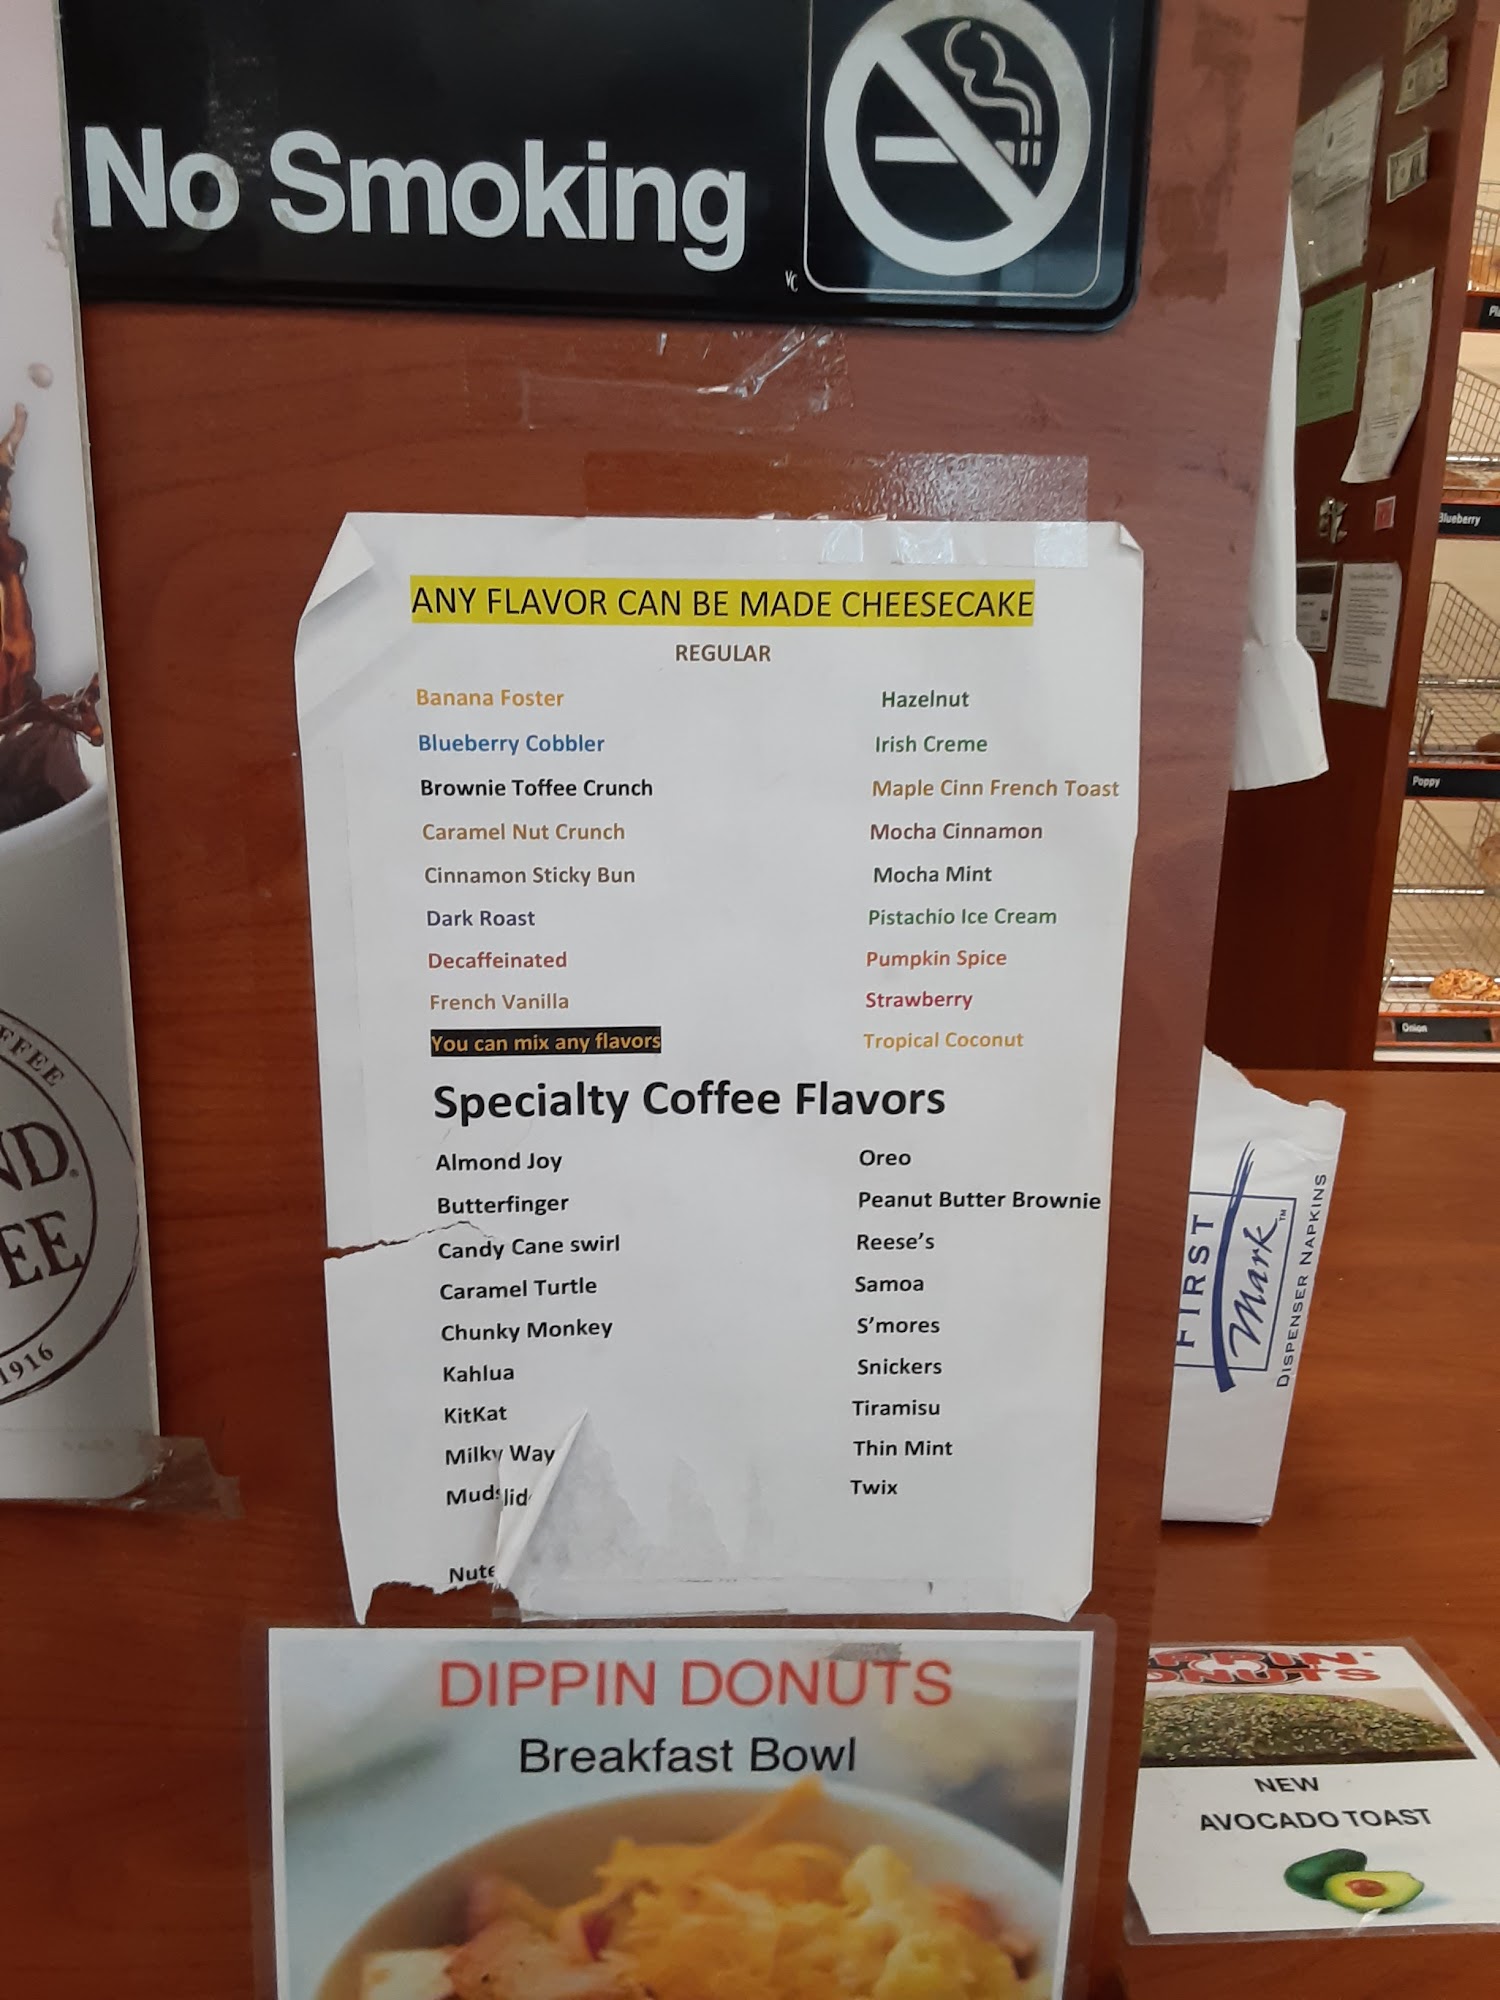 No Smoking
VC
ANY FLAVOR CAN BE MADE CHEESECAKE
REGULAR
Banana Foster
Blueberry Cobbler
Brownie Toffee Crunch
Caramel Nut Crunch
Cinnamon Sticky Bun
Dark Roast
Decaffeinated
French Vanilla
You can mix any flavors
Hazelnut
Irish Creme
Maple Cinn French Toast
Mocha Cinnamon
Mocha Mint
Pistachio Ice Cream
Pumpkin Spice
Strawberry
Tropical Coconut
Specialty Coffee Flavors
Almond Joy
Butterfinger
Candy Cane swirl
Caramel Turtle
Chunky Monkey
Kahlua
KitKat
Milky Way
Mudslid
Nute
Oreo
Peanut Butter Brownie
Reese's
Samoa
S'mores
Snickers
Tiramisu
Thin Mint
Twix
DIPPIN DONUTS
Breakfast Bowl
NEW
AVOCADO TOAST
FIRST
Mark™
DISPENSER NAPKINS
1916
Blueberry
Poppy
Onion